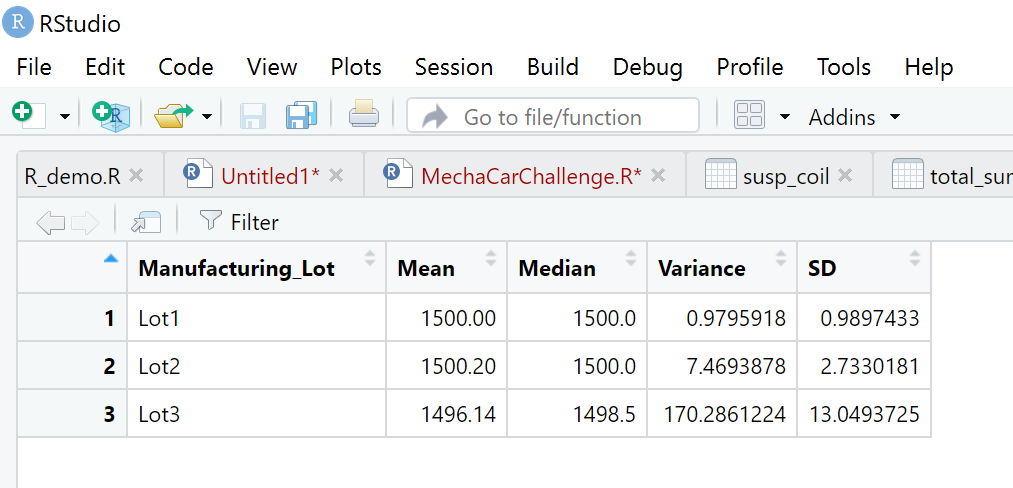 R RStudio
File Edit Code View Plots Session Build Debug Profile Tools Help
R Go to file/function Addins
R_demo.R R Untitled1* R MechaCarChallenge.R* susp_coil total_sum
Filter
Manufacturing_Lot Mean Median Variance SD
1 Lot1 1500.00 1500.0 0.9795918 0.9897433
2 Lot2 1500.20 1500.0 7.4693878 2.7330181
3 Lot3 1496.14 1498.5 170.2861224 13.0493725